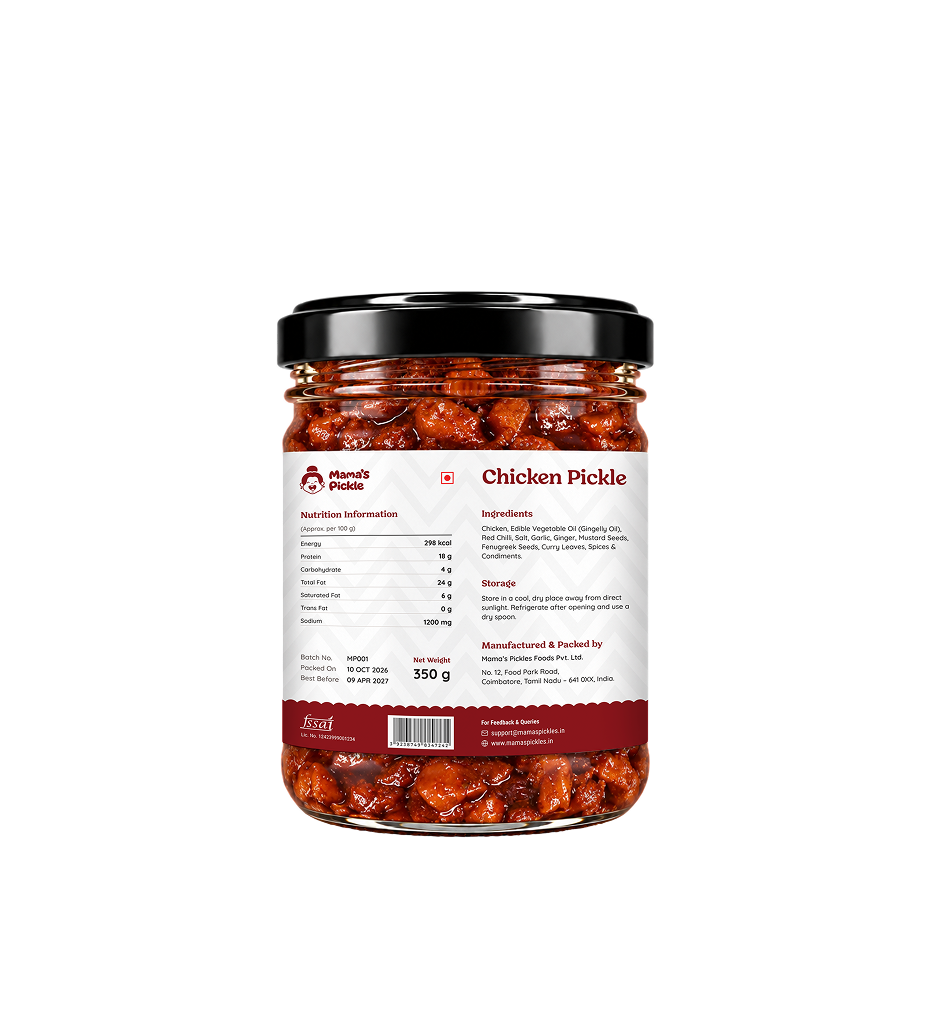 Mama's
Pickle
Nutrition Information
(Approx. per 100 g)
Energy 298 kcal
Protein 18 g
Carbohydrate 4 g
Total Fat 24 g
Saturated Fat 6 g
Trans Fat 0 g
Sodium 1200 mg
Batch No. MP001
Packed On 10 OCT 2026
Best Before 09 APR 2027
Net Weight
350 g
fssai
Lic. No. 12423999001234
Chicken Pickle
Ingredients
Chicken, Edible Vegetable Oil (Gingelly Oil),
Red Chilli, Salt, Garlic, Ginger, Mustard Seeds,
Fenugreek Seeds, Curry Leaves, Spices &
Condiments.
Storage
Store in a cool, dry place away from direct
sunlight. Refrigerate after opening and use a
dry spoon.
Manufactured & Packed by
Mama's Pickles Foods Pvt. Ltd.
No. 12, Food Park Road,
Coimbatore, Tamil Nadu – 641 0XX, India.
For Feedback & Queries
support@mamaspickles.in
www.mamaspickles.in